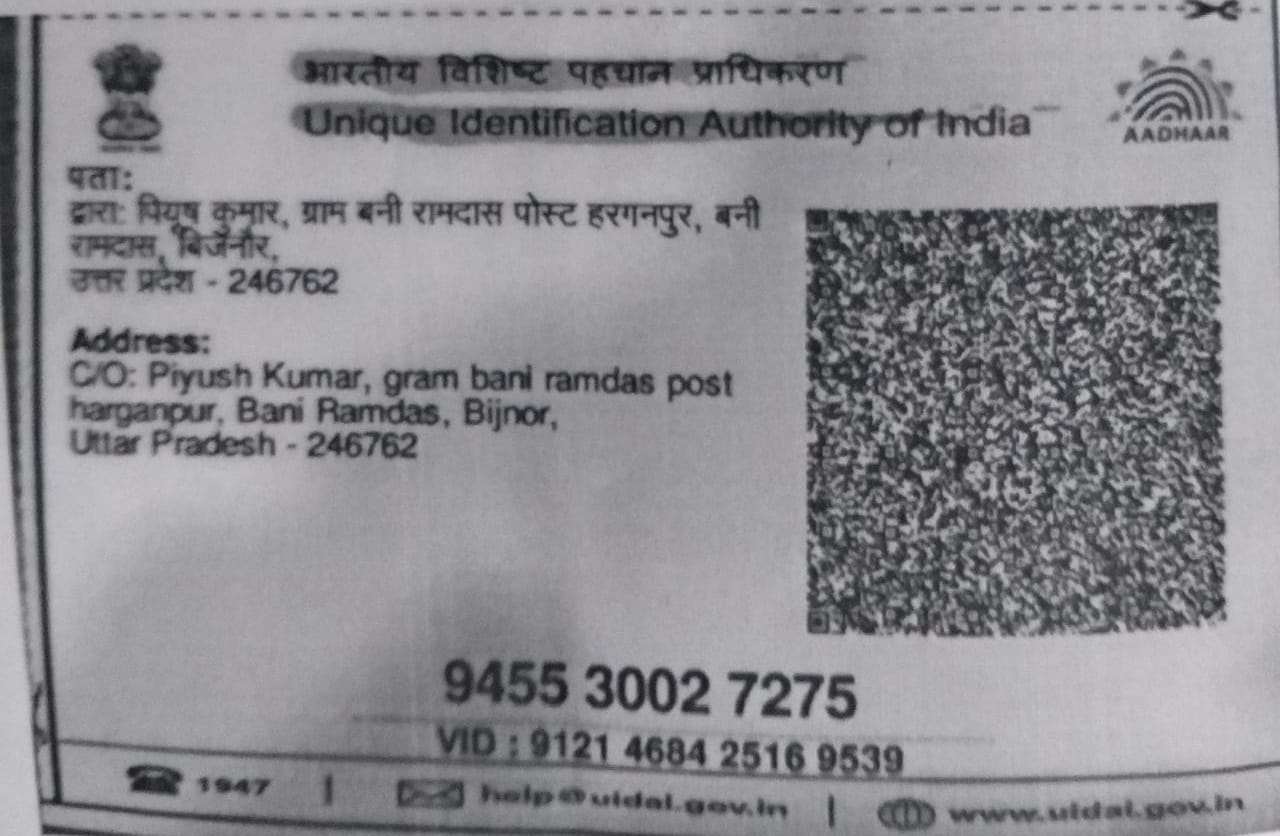 भारतीय विशिष्ट पहचान प्राधिकरण
Unique Identification Authority of India
AADHAAR
पता:
द्वारा: पियूष कुमार, ग्राम बनी रामदास पोस्ट हरगनपुर, बनी
रामदास, बिजनौर,
उत्तर प्रदेश - 246762
Address:
C/O: Piyush Kumar, gram bani ramdas post
harganpur, Bani Ramdas, Bijnor,
Uttar Pradesh - 246762
9455 3002 7275
VID : 9121 4684 2516 9539
1947 | help@uidai.gov.in | www.uidai.gov.in